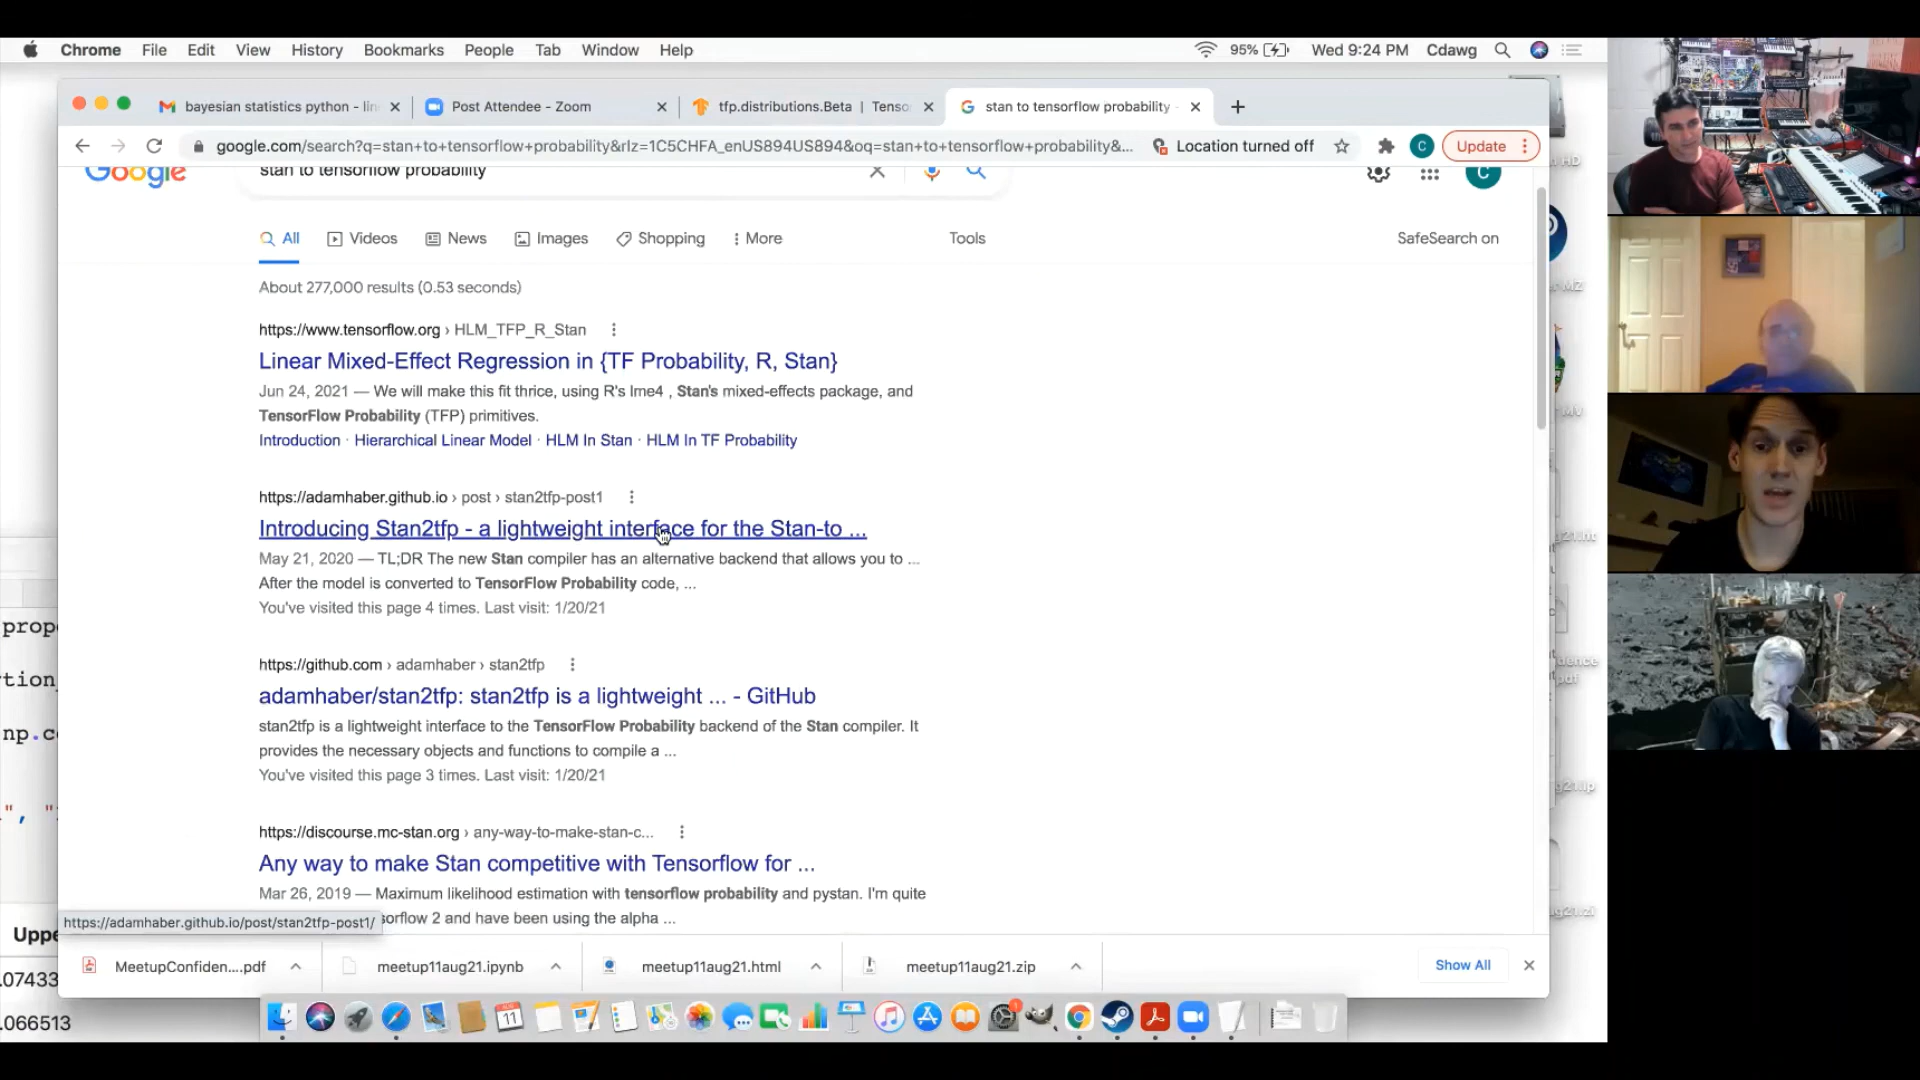 Chrome File Edit View History Bookmarks People Tab Window Help 95% Wed 9:24 PM Cdawg
bayesian statistics python - lin
Post Attendee - Zoom
tfp.distributions.Beta | Tenso
stan to tensorflow probability -
google.com/search?q=stan+to+tensorflow+probability&rlz=1C5CHFA_enUS894US894&oq=stan+to+tensorflow+probability&... Location turned off C Update
Google stan to tensorflow probability C
All Videos News Images Shopping More Tools SafeSearch on
About 277,000 results (0.53 seconds)
https://www.tensorflow.org › HLM_TFP_R_Stan
Linear Mixed-Effect Regression in {TF Probability, R, Stan}
Jun 24, 2021 — We will make this fit thrice, using R's lme4 , Stan's mixed-effects package, and
TensorFlow Probability (TFP) primitives.
Introduction · Hierarchical Linear Model · HLM In Stan · HLM In TF Probability
https://adamhaber.github.io › post › stan2tfp-post1
Introducing Stan2tfp - a lightweight interface for the Stan-to ...
May 21, 2020 — TL;DR The new Stan compiler has an alternative backend that allows you to ...
After the model is converted to TensorFlow Probability code, ...
You've visited this page 4 times. Last visit: 1/20/21
https://github.com › adamhaber › stan2tfp
adamhaber/stan2tfp: stan2tfp is a lightweight ... - GitHub
stan2tfp is a lightweight interface to the TensorFlow Probability backend of the Stan compiler. It
provides the necessary objects and functions to compile a ...
You've visited this page 3 times. Last visit: 1/20/21
https://discourse.mc-stan.org › any-way-to-make-stan-c...
Any way to make Stan competitive with Tensorflow for ...
Mar 26, 2019 — Maximum likelihood estimation with tensorflow probability and pystan. I'm quite
sorflow 2 and have been using the alpha ...
https://adamhaber.github.io/post/stan2tfp-post1/
MeetupConfiden....pdf
meetup11aug21.ipynb
meetup11aug21.html
meetup11aug21.zip
Show All
prope
rtion_
np.co
Uppe
.07433
.066513
11